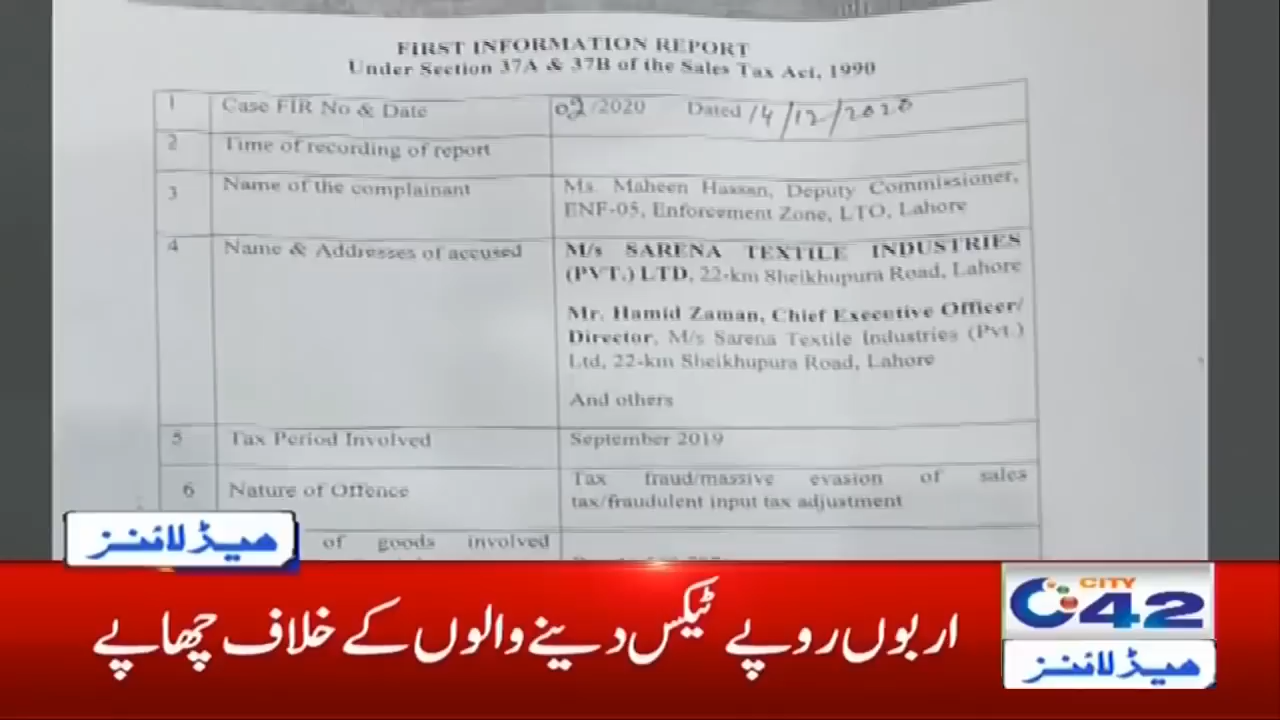 FIRST INFORMATION REPORT
Under Section 37A & 37B of the Sales Tax Act, 1990
1 Case FIR No & Date 02/2020 Dated 14/12/2020
2 Time of recording of report
3 Name of the complainant Ms. Maheen Hassan, Deputy Commissioner,
ENF-05, Enforcement Zone, LTO, Lahore
4 Name & Addresses of accused M/s SARENA TEXTILE INDUSTRIES
(PVT.) LTD, 22-km Sheikhupura Road, Lahore
Mr. Hamid Zaman, Chief Executive Officer/
Director, M/s Sarena Textile Industries (Pvt.)
Ltd, 22-km Sheikhupura Road, Lahore
And others
5 Tax Period Involved September 2019
6 Nature of Offence Tax fraud/massive evasion of sales
tax/fraudulent input tax adjustment
of goods involved
ہیڈلائنز
اربوں روپے ٹیکس دینے والوں کے خلاف چھاپے
CITY
42
ہیڈلائنز